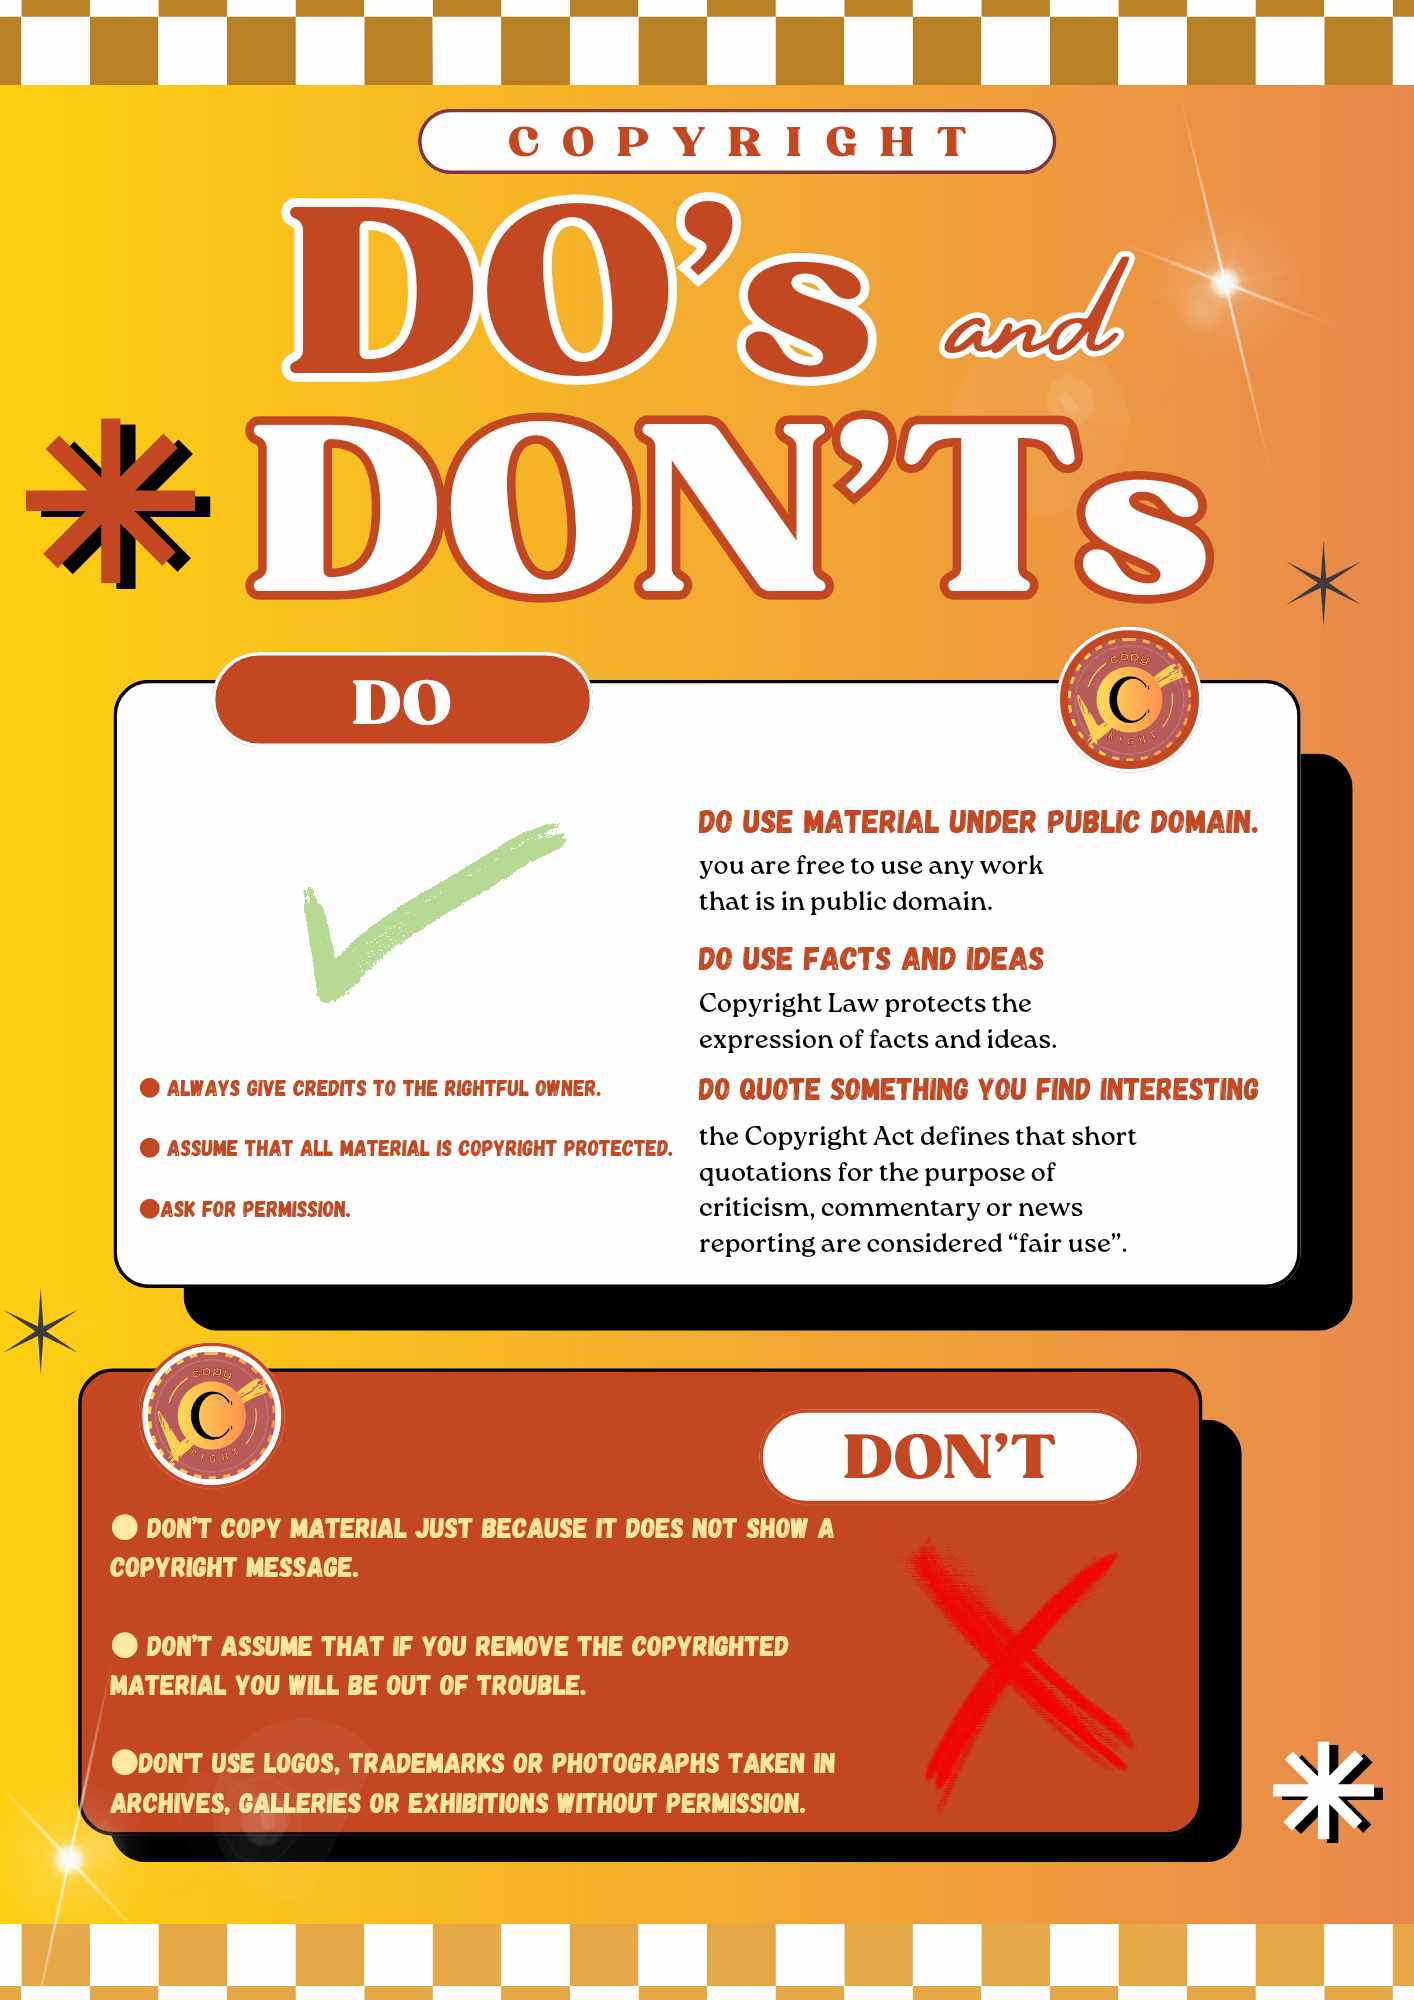 COPYRIGHT
DO's and
DON'Ts
DO
copy
C
RIGHT
● ALWAYS GIVE CREDITS TO THE RIGHTFUL OWNER.
● ASSUME THAT ALL MATERIAL IS COPYRIGHT PROTECTED.
●ASK FOR PERMISSION.
DO USE MATERIAL UNDER PUBLIC DOMAIN.
you are free to use any work
that is in public domain.
DO USE FACTS AND IDEAS
Copyright Law protects the
expression of facts and ideas.
DO QUOTE SOMETHING YOU FIND INTERESTING
the Copyright Act defines that short
quotations for the purpose of
criticism, commentary or news
reporting are considered “fair use”.
copy
C
RIGHT
DON'T
● DON'T COPY MATERIAL JUST BECAUSE IT DOES NOT SHOW A
COPYRIGHT MESSAGE.
● DON'T ASSUME THAT IF YOU REMOVE THE COPYRIGHTED
MATERIAL YOU WILL BE OUT OF TROUBLE.
●DON'T USE LOGOS, TRADEMARKS OR PHOTOGRAPHS TAKEN IN
ARCHIVES, GALLERIES OR EXHIBITIONS WITHOUT PERMISSION.